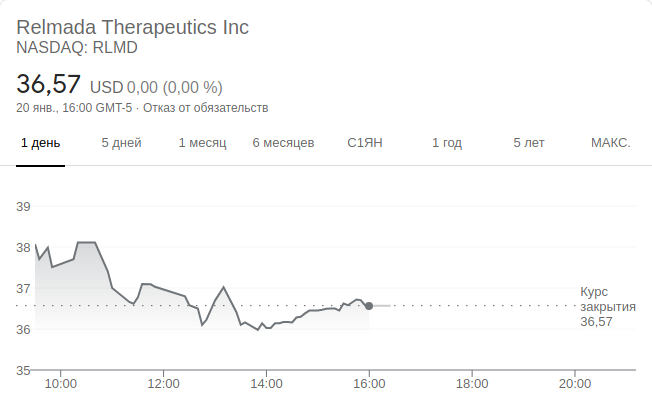 Relmada Therapeutics Inc
NASDAQ: RLMD
36,57 USD 0,00 (0,00 %)
20 янв., 16:00 GMT-5 · Отказ от обязательств
1 день 5 дней 1 месяц 6 месяцев С1ЯН 1 год 5 лет МАКС.
39
38
37
36
35
Курс
закрытия
36,57
10:00 12:00 14:00 16:00 18:00 20:00